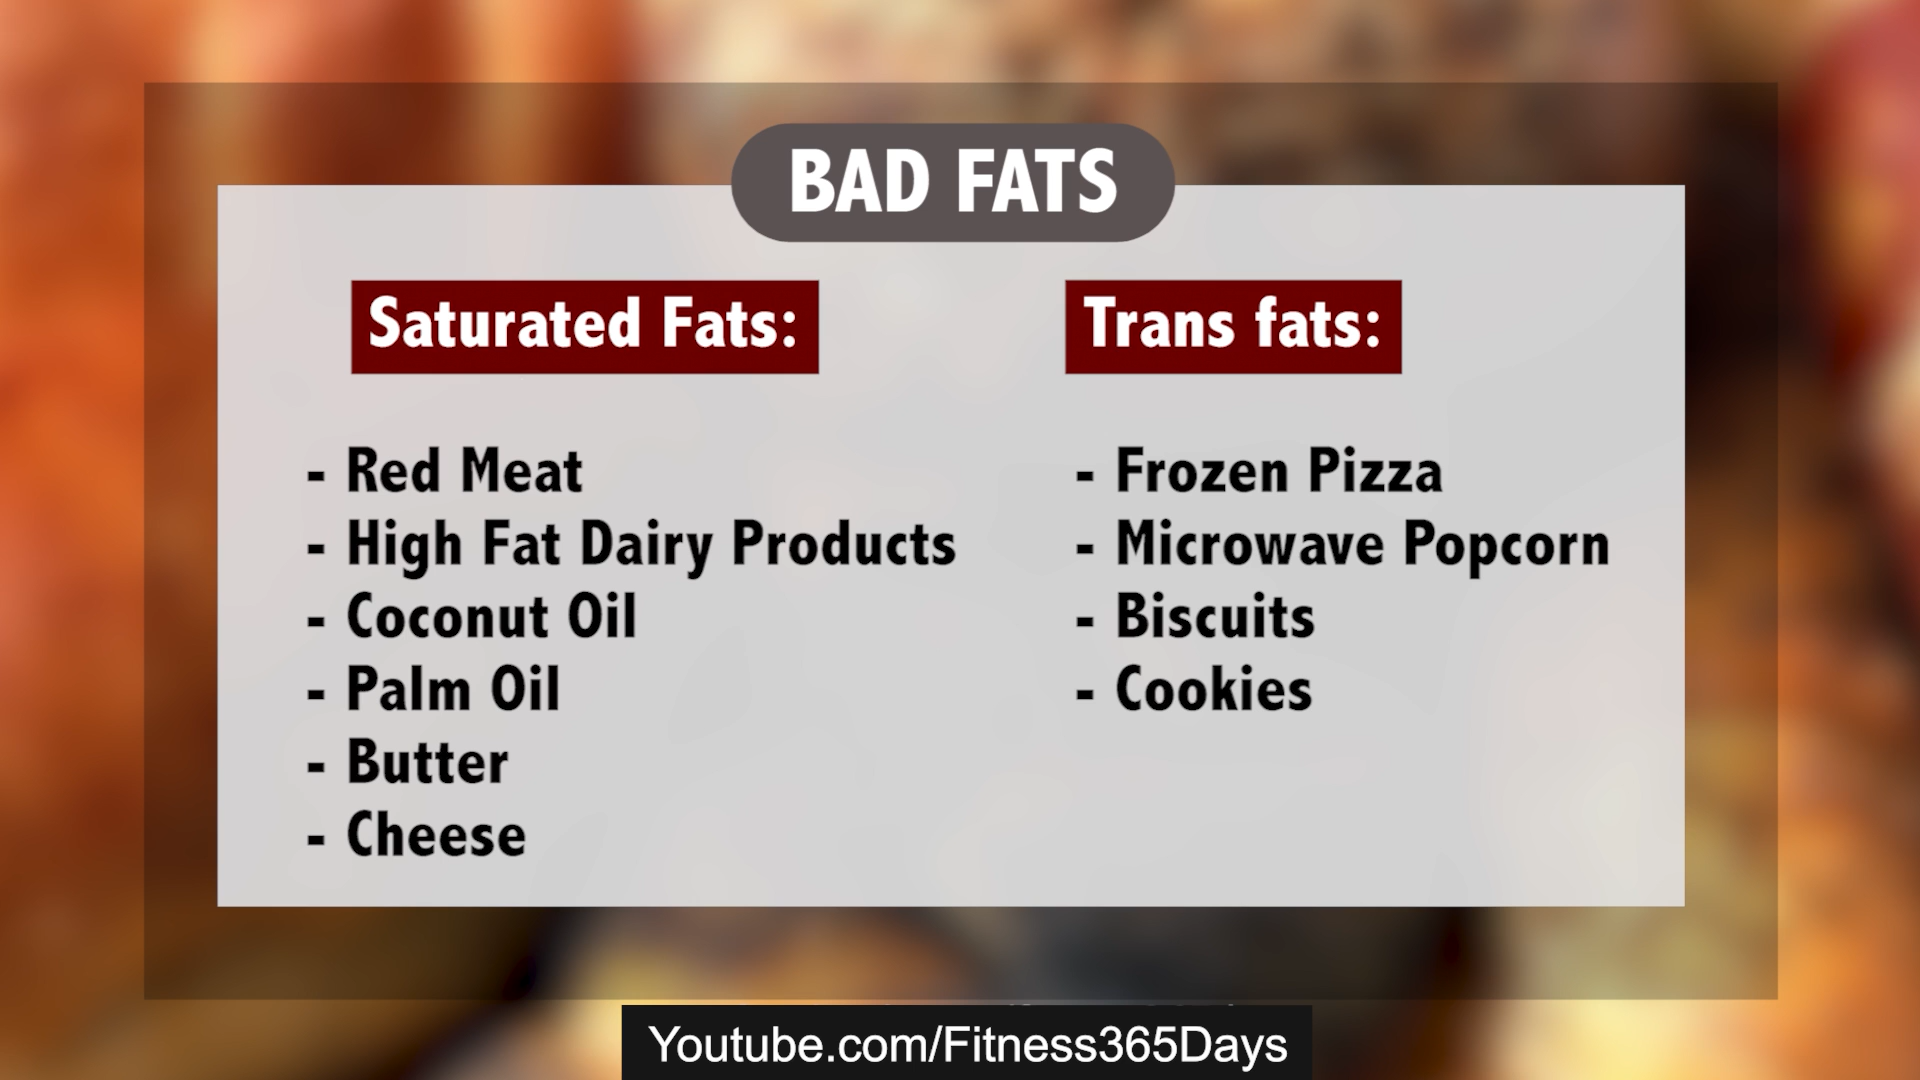 BAD FATS
Saturated Fats:
- Red Meat
- High Fat Dairy Products
- Coconut Oil
- Palm Oil
- Butter
- Cheese
Trans fats:
- Frozen Pizza
- Microwave Popcorn
- Biscuits
- Cookies
Youtube.com/Fitness365Days